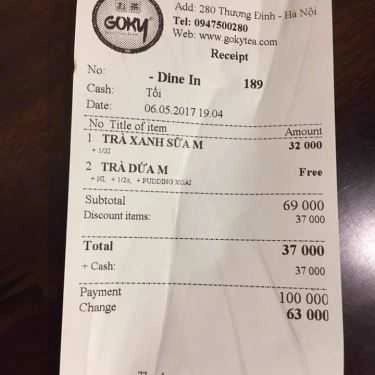 GOKY
Add: 280 Thượng Đình - Hà Nội
Tel: 0947500280
Web: www.gokytea.com
Receipt
No: - Dine In 189
Cash: Tối
Date: 06.05.2017 19.04
No Title of item Amount
1 TRÀ XANH SỮA M 32 000
2 TRÀ DỨA M Free
+ PUDDING XOAI
Subtotal 69 000
Discount items: 37 000
Total 37 000
+ Cash: 37 000
Payment 100 000
Change 63 000